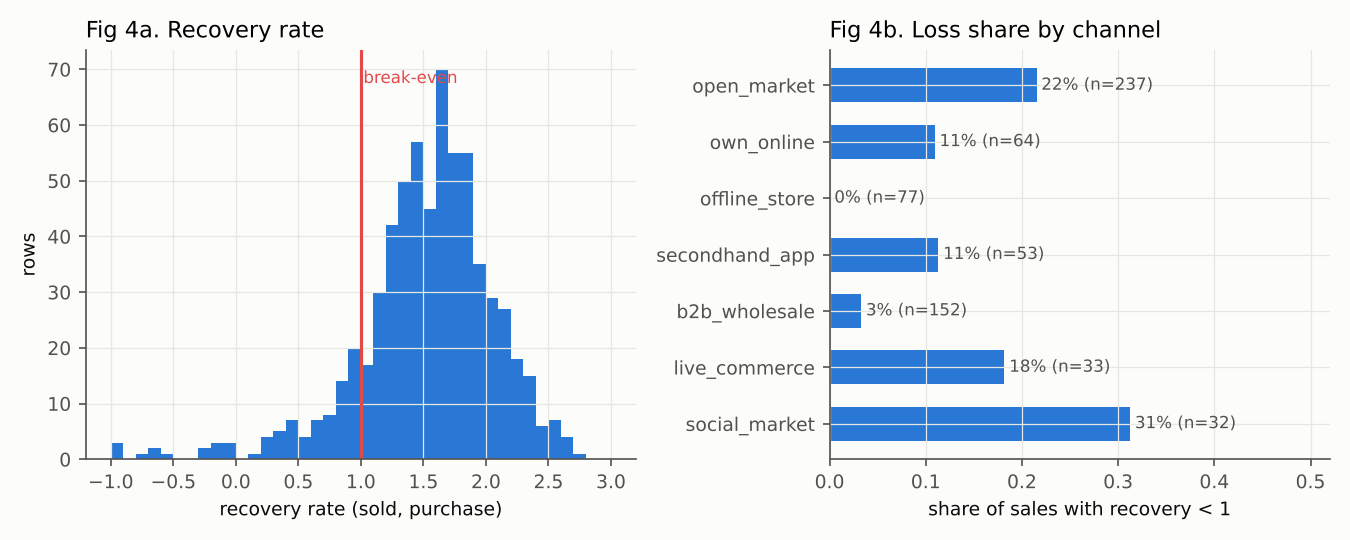 Fig 4a. Recovery rate
break-even
70
60
50
40
30
20
10
0
rows
−1.0 −0.5 0.0 0.5 1.0 1.5 2.0 2.5 3.0
recovery rate (sold, purchase)
Fig 4b. Loss share by channel
open_market 22% (n=237)
own_online 11% (n=64)
offline_store 0% (n=77)
secondhand_app 11% (n=53)
b2b_wholesale 3% (n=152)
live_commerce 18% (n=33)
social_market 31% (n=32)
0.0 0.1 0.2 0.3 0.4 0.5
share of sales with recovery < 1